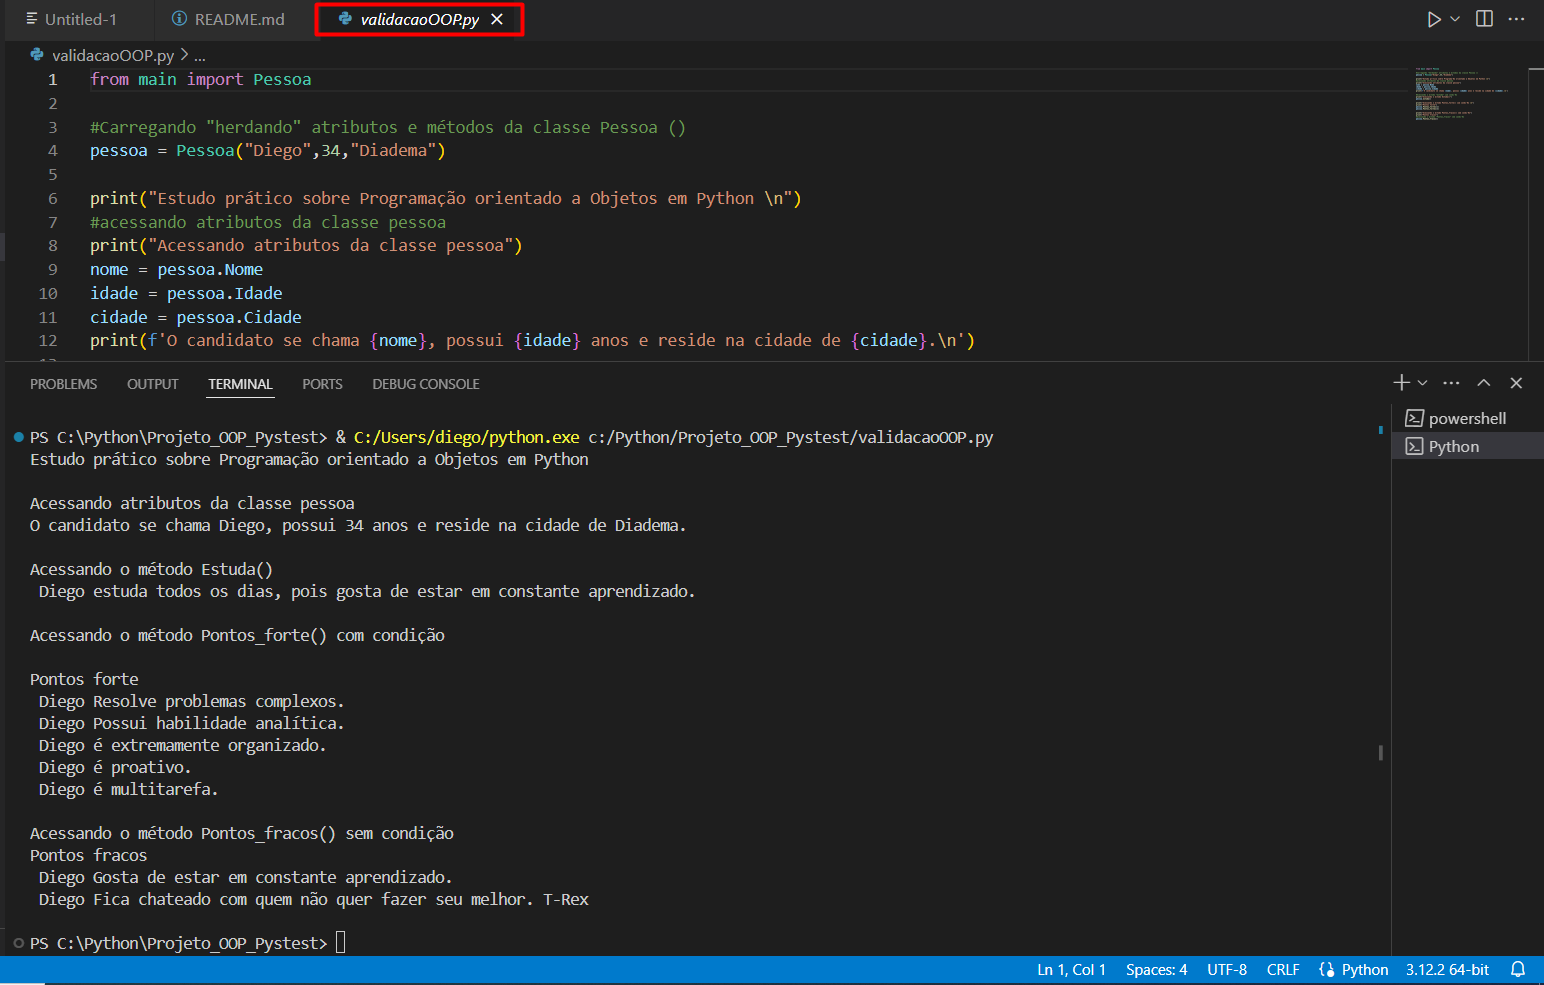 Untitled-1 README.md validacaoOOP.py
validacaoOOP.py > ...
1 from main import Pessoa
2
3 #Carregando "herdando" atributos e métodos da classe Pessoa ()
4 pessoa = Pessoa("Diego",34,"Diadema")
5
6 print("Estudo prático sobre Programação orientado a Objetos em Python \n")
7 #acessando atributos da classe pessoa
8 print("Acessando atributos da classe pessoa")
9 nome = pessoa.Nome
10 idade = pessoa.Idade
11 cidade = pessoa.Cidade
12 print(f'O candidato se chama {nome}, possui {idade} anos e reside na cidade de {cidade}.\n')
PROBLEMS OUTPUT TERMINAL PORTS DEBUG CONSOLE
powershell
Python
PS C:\Python\Projeto_OOP_Pystest> & C:/Users/diego/python.exe c:/Python/Projeto_OOP_Pystest/validacaoOOP.py
Estudo prático sobre Programação orientado a Objetos em Python
Acessando atributos da classe pessoa
O candidato se chama Diego, possui 34 anos e reside na cidade de Diadema.
Acessando o método Estuda()
Diego estuda todos os dias, pois gosta de estar em constante aprendizado.
Acessando o método Pontos_forte() com condição
Pontos forte
Diego Resolve problemas complexos.
Diego Possui habilidade analítica.
Diego é extremamente organizado.
Diego é proativo.
Diego é multitarefa.
Acessando o método Pontos_fracos() sem condição
Pontos fracos
Diego Gosta de estar em constante aprendizado.
Diego Fica chateado com quem não quer fazer seu melhor. T-Rex
PS C:\Python\Projeto_OOP_Pystest>
Ln 1, Col 1 Spaces: 4 UTF-8 CRLF Python 3.12.2 64-bit